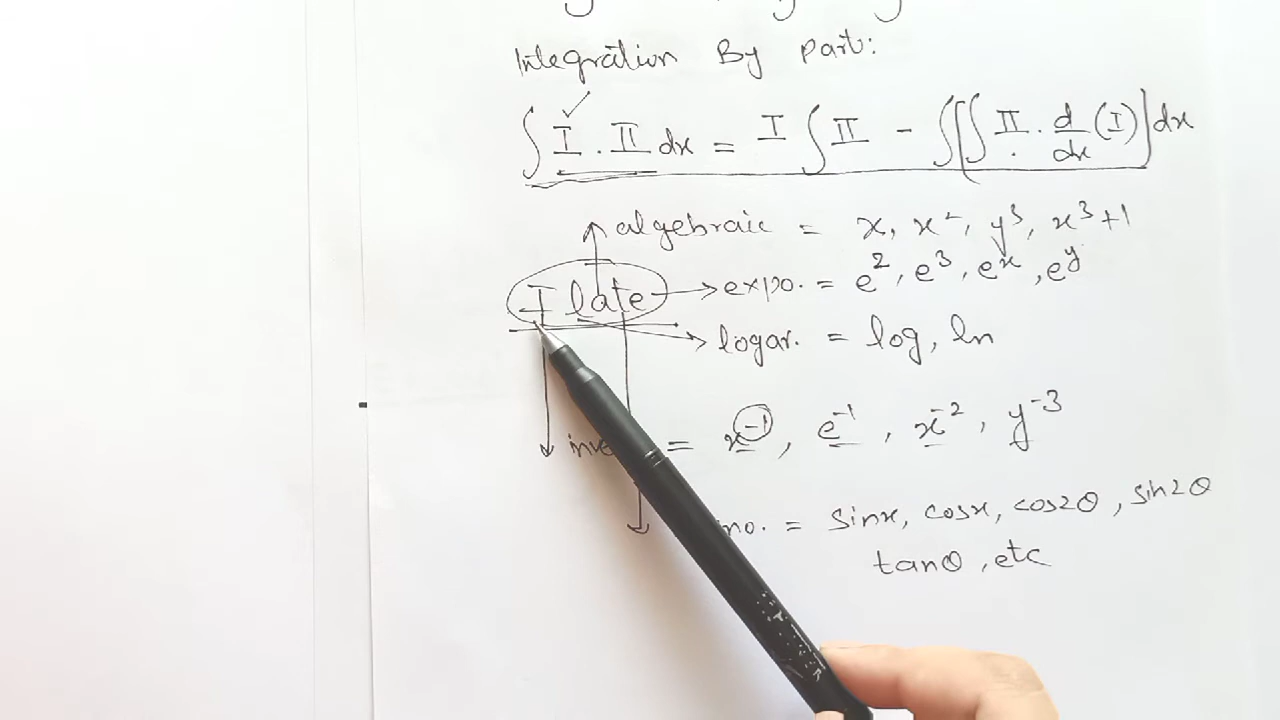 Integration By Part:
∫ I . II dx = I ∫ II - ∫[∫ II . d/dx (I)] dx
algebraic = x, x², y³, x³+1
I late
expo. = e², e³, eˣ, eʸ
logar. = log, ln
= x⁻¹, e⁻¹, x⁻², y⁻³
= sinx, cosx, cos2θ, sin2θ
tanθ, etc